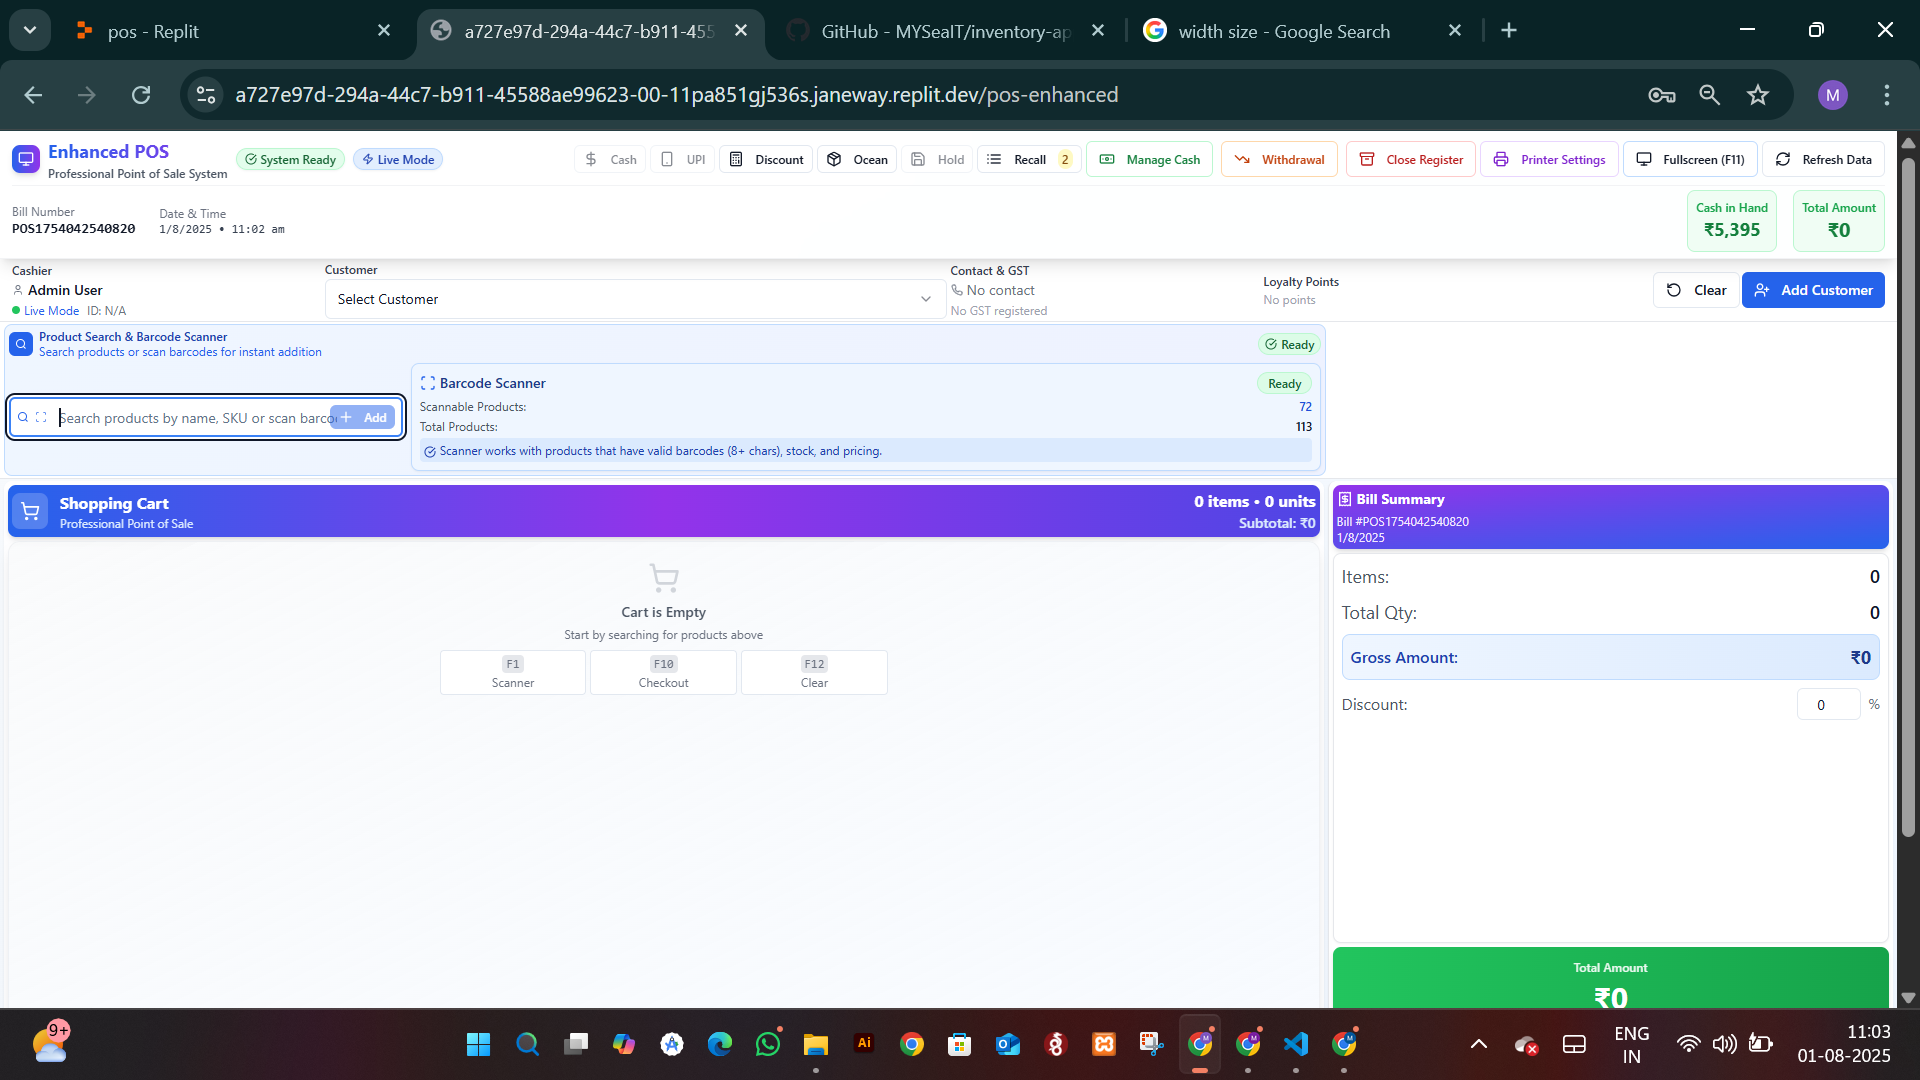 pos - Replit
a727e97d-294a-44c7-b911-455
GitHub - MYSeaIT/inventory-ap
width size - Google Search
a727e97d-294a-44c7-b911-45588ae99623-00-11pa851gj536s.janeway.replit.dev/pos-enhanced
M
Enhanced POS
Professional Point of Sale System
System Ready
Live Mode
Cash
UPI
Discount
Ocean
Hold
Recall 2
Manage Cash
Withdrawal
Close Register
Printer Settings
Fullscreen (F11)
Refresh Data
Bill Number
POS1754042540820
Date & Time
1/8/2025 • 11:02 am
Cash in Hand
₹5,395
Total Amount
₹0
Cashier
Admin User
Live Mode ID: N/A
Customer
Select Customer
Contact & GST
No contact
No GST registered
Loyalty Points
No points
Clear
Add Customer
Product Search & Barcode Scanner
Search products or scan barcodes for instant addition
Ready
Search products by name, SKU or scan barco
Add
Barcode Scanner
Ready
Scannable Products: 72
Total Products: 113
Scanner works with products that have valid barcodes (8+ chars), stock, and pricing.
Shopping Cart
Professional Point of Sale
0 items • 0 units
Subtotal: ₹0
Cart is Empty
Start by searching for products above
F1
Scanner
F10
Checkout
F12
Clear
Bill Summary
Bill #POS1754042540820
1/8/2025
Items: 0
Total Qty: 0
Gross Amount: ₹0
Discount: 0 %
Total Amount
₹0
9+
Ai
ENG
IN
11:03
01-08-2025